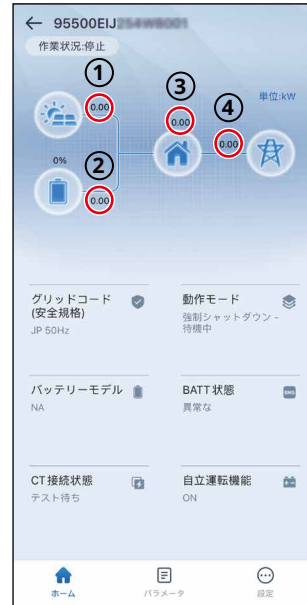 95500EIJ
作業状況:停止
①
③
0.00
0.00
④
単位:kW
0.00
0%
②
0.00
グリッドコード
(安全規格)
JP 50Hz
動作モード
強制シャットダウン -
待機中
バッテリーモデル
NA
BATT 状態
異常な
BMS
CT接続状態
テスト待ち
自立運転機能
ON
ホーム
パラメータ
設定